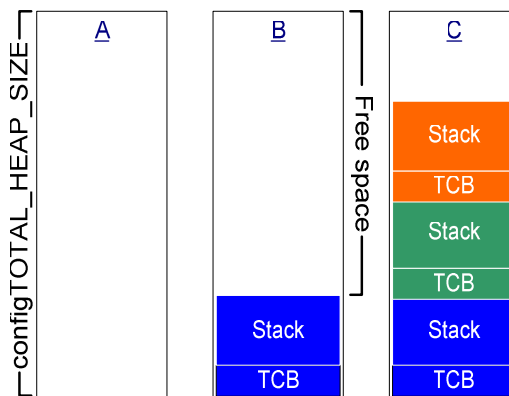 configTOTAL_HEAP_SIZE
A
B
Free space
Stack
TCB
C
Stack
TCB
Stack
TCB
Stack
TCB